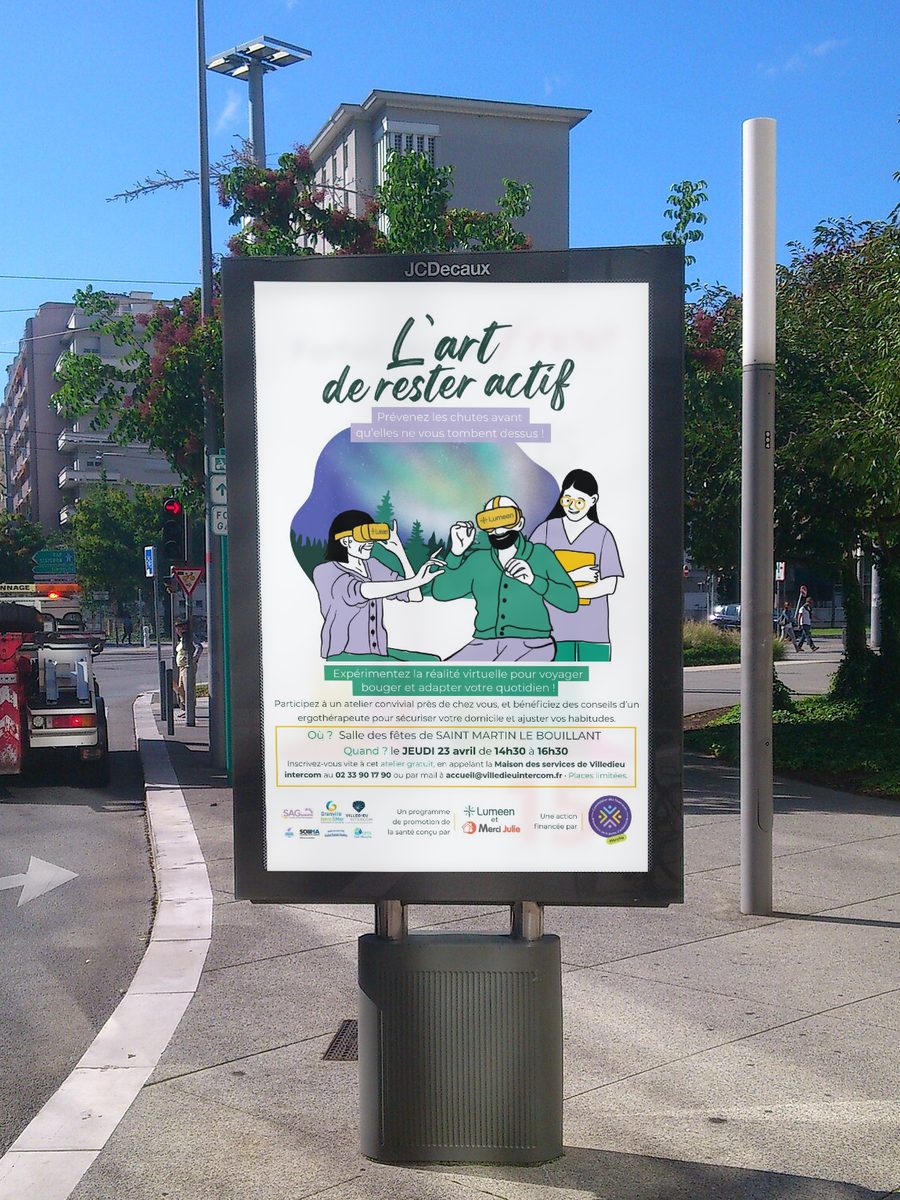 JCDecaux
L'art
de rester actif
Prévenez les chutes avant
qu'elles ne vous tombent dessus !
Lumeen
Lumeen
Expérimentez la réalité virtuelle pour voyager
bouger et adapter votre quotidien !
Participez à un atelier convivial près de chez vous, et bénéficiez des conseils d'un
ergothérapeute pour sécuriser votre domicile et ajuster vos habitudes.
Où ? Salle des fêtes de SAINT MARTIN LE BOUILLANT
Quand ? le JEUDI 23 avril de 14h30 à 16h30
Inscrivez-vous vite à cet atelier gratuit, en appelant la Maison des services de Villedieu
intercom au 02 33 90 17 90 ou par mail à accueil@villedieuintercom.fr • Places limitées.
Un programme
de promotion de
la santé conçu par
Lumeen
et
Merci Julie
Une action
financée par